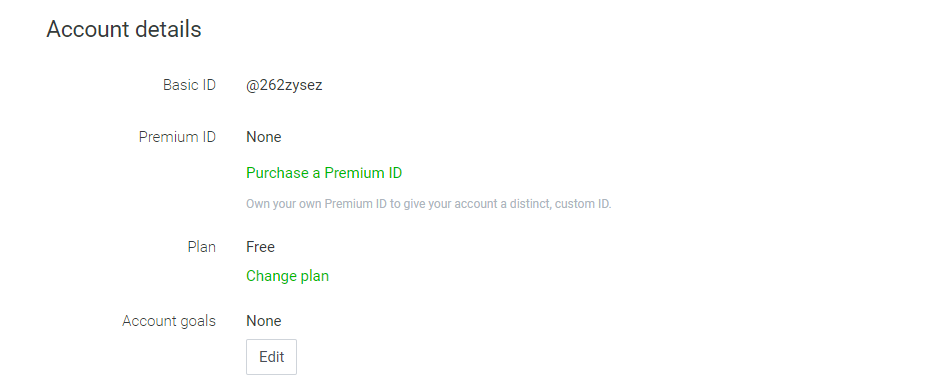 Account details
Basic ID @262zysez
Premium ID None
Purchase a Premium ID
Own your own Premium ID to give your account a distinct, custom ID.
Plan Free
Change plan
Account goals None
Edit